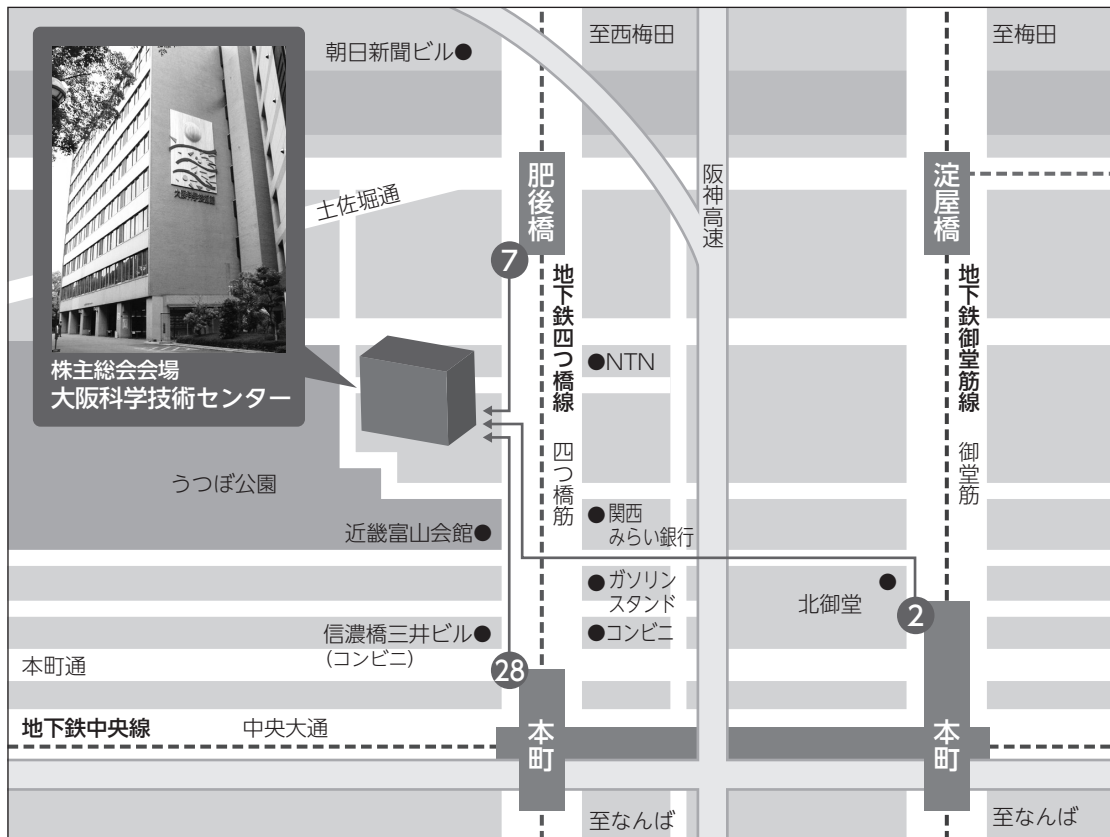 朝日新聞ビル
至西梅田
至梅田
大阪科学技術館
株主総会会場
大阪科学技術センター
土佐堀通
肥後橋
淀屋橋
阪神高速
7
地下鉄四つ橋線
地下鉄御堂筋線
NTN
四つ橋筋
御堂筋
うつぼ公園
近畿富山会館
関西
みらい銀行
ガソリン
スタンド
コンビニ
北御堂
2
信濃橋三井ビル
(コンビニ)
28
本町通
地下鉄中央線
中央大通
本町
本町
至なんば
至なんば